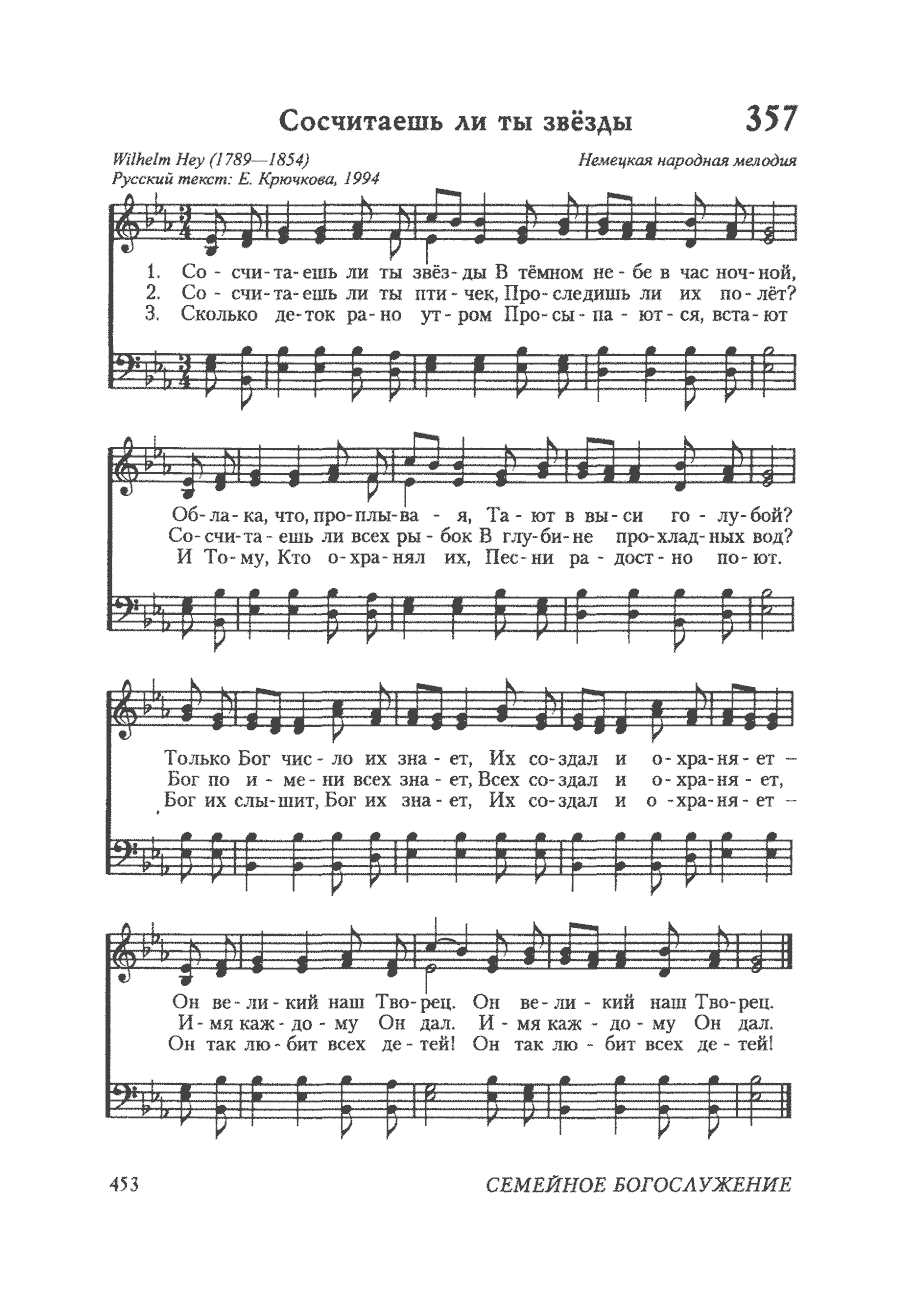 Сосчитаешь ли ты звёзды 357
Wilhelm Hey (1789—1854) Немецкая народная мелодия
Русский текст: Е. Крючкова, 1994
3
4
1. Со - счи-та-ешь ли ты звёз-ды В тёмном не - бе в час ноч-ной,
2. Со - счи-та-ешь ли ты пти - чек, Про-следишь ли их по - лёт?
3. Сколько де-ток ра-но ут - ром Про-сы - па - ют - ся, вста-ют
3
4
Об-ла-ка, что, про-плы-ва - я, Та - ют в вы-си го - лу-бой?
Со-счи-та - ешь ли всех ры - бок В глу-би-не про-хлад-ных вод?
И То-му, Кто о-хра-нял их, Пес-ни ра - дост-но по-ют.
Только Бог чис - ло их зна - ет, Их со-здал и о-хра-ня - ет —
Бог по и - ме-ни всех зна - ет, Всех со-здал и о-хра-ня - ет,
Бог их слы-шит, Бог их зна - ет, Их со-здал и о -хра-ня - ет —
Он ве-ли-кий наш Тво-рец. Он ве-ли - кий наш Тво-рец.
И-мя каж-до - му Он дал. И - мя каж - до - му Он дал.
Он так лю-бит всех де-тей! Он так лю - бит всех де - тей!
453 СЕМЕЙНОЕ БОГОСЛУЖЕНИЕ